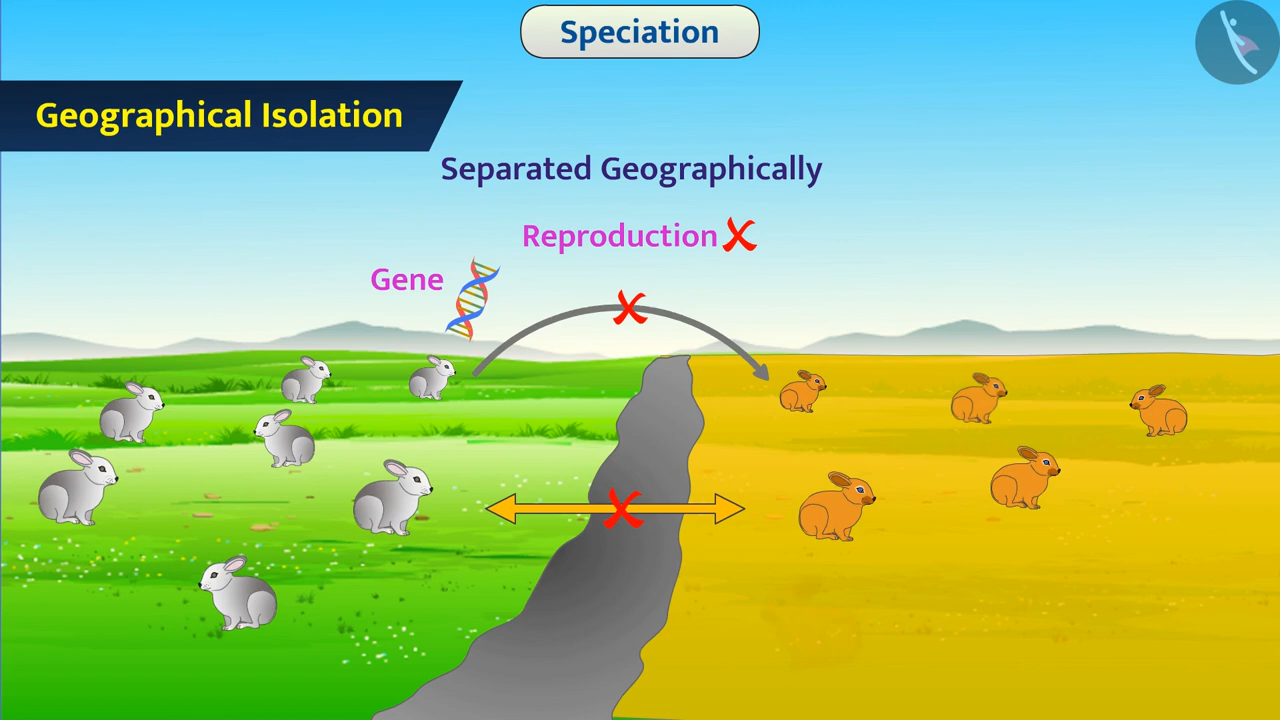 Speciation
Geographical Isolation
Separated Geographically
Reproduction
Gene